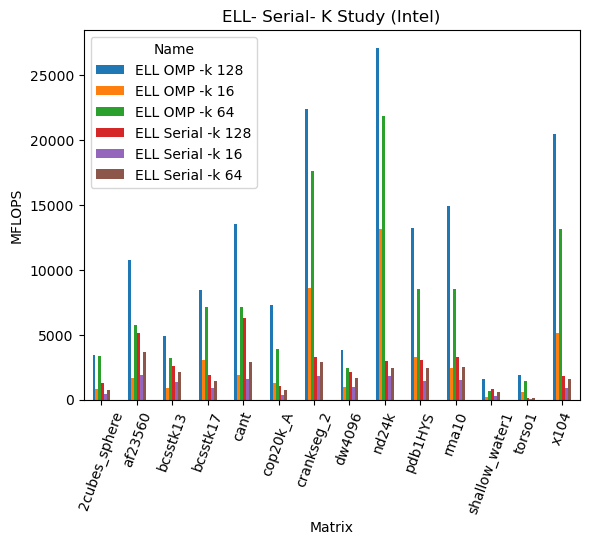 ELL- Serial- K Study (Intel)
Name
ELL OMP -k 128
ELL OMP -k 16
ELL OMP -k 64
ELL Serial -k 128
ELL Serial -k 16
ELL Serial -k 64
MFLOPS
25000
20000
15000
10000
5000
0
2cubes_sphere
af23560
bcsstk13
bcsstk17
cant
cop20k_A
crankseg_2
dw4096
nd24k
pdb1HYS
rma10
shallow_water1
torso1
x104
Matrix